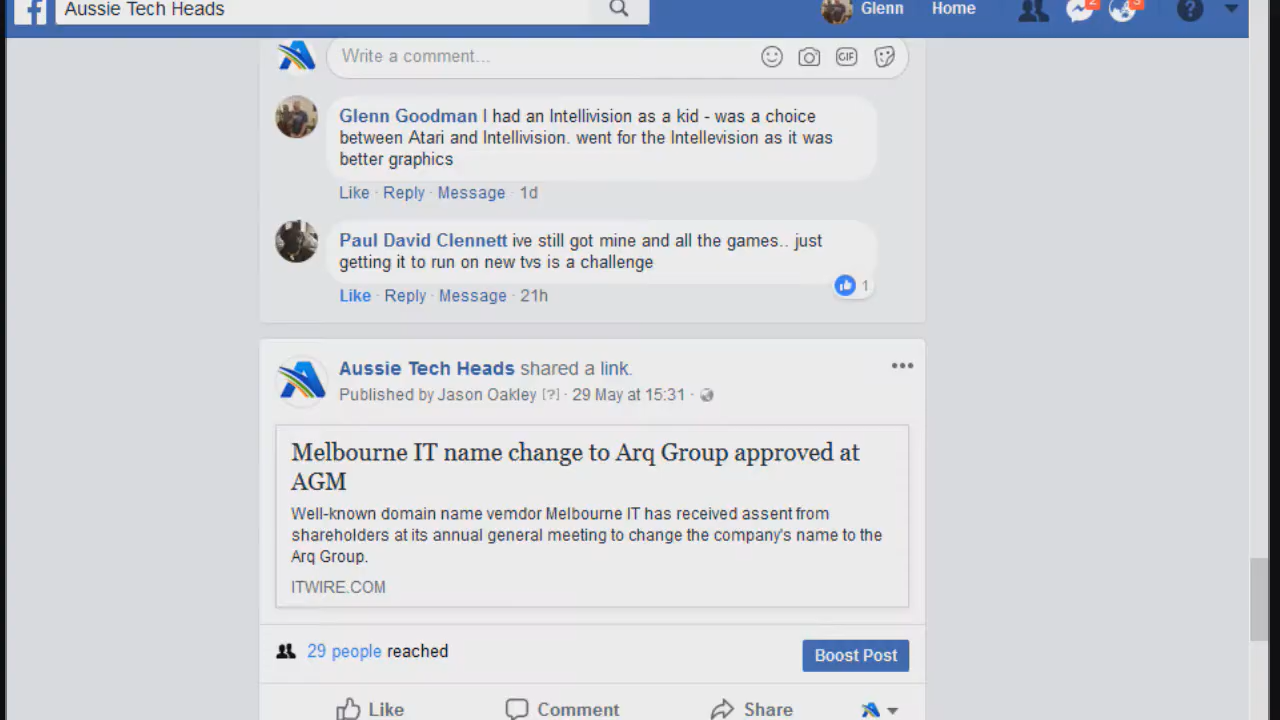 Aussie Tech Heads
Glenn
Home
2
3
Write a comment...
GIF
Glenn Goodman I had an Intellivision as a kid - was a choice
between Atari and Intellivision. went for the Intellevision as it was
better graphics
Like · Reply · Message · 1d
Paul David Clennett ive still got mine and all the games.. just
getting it to run on new tvs is a challenge
1
Like · Reply · Message · 21h
Aussie Tech Heads shared a link.
Published by Jason Oakley [?] · 29 May at 15:31 ·
Melbourne IT name change to Arq Group approved at
AGM
Well-known domain name vemdor Melbourne IT has received assent from
shareholders at its annual general meeting to change the company's name to the
Arq Group.
ITWIRE.COM
29 people reached
Boost Post
Like
Comment
Share